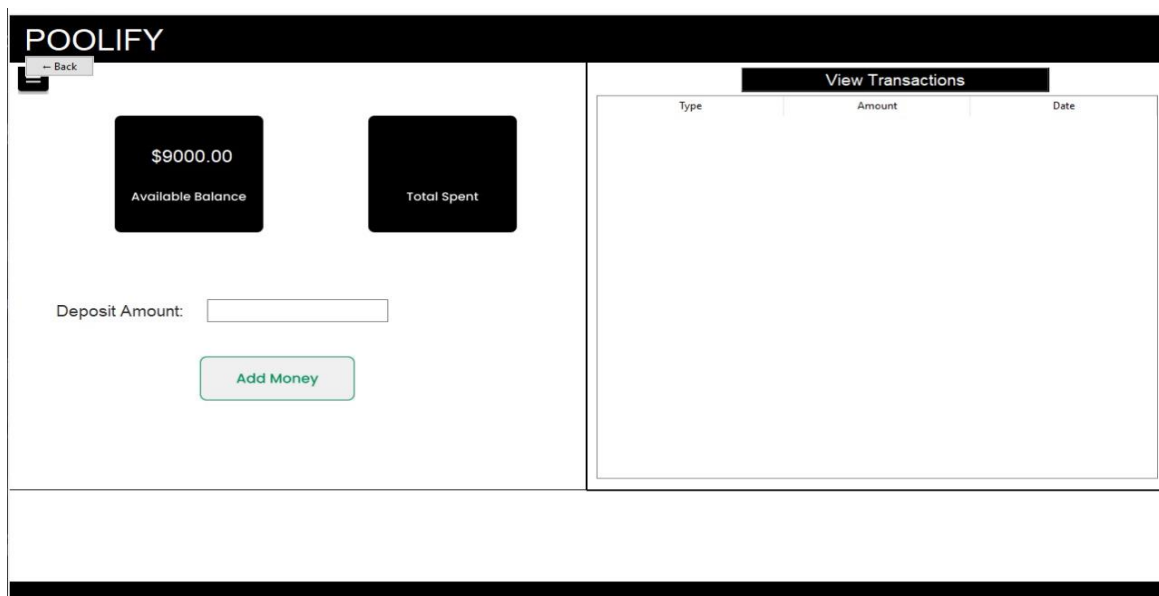 POOLIFY
← Back
View Transactions
Type Amount Date
$9000.00
Available Balance
Total Spent
Deposit Amount:
Add Money